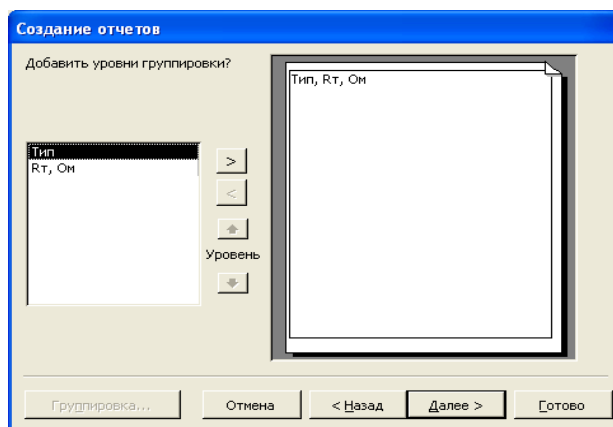 Создание отчетов
Добавить уровни группировки?
Тип, Rт, Ом
Тип
Rт, Ом
>
<
Уровень
Группировка...
Отмена
< Назад
Далее >
Готово